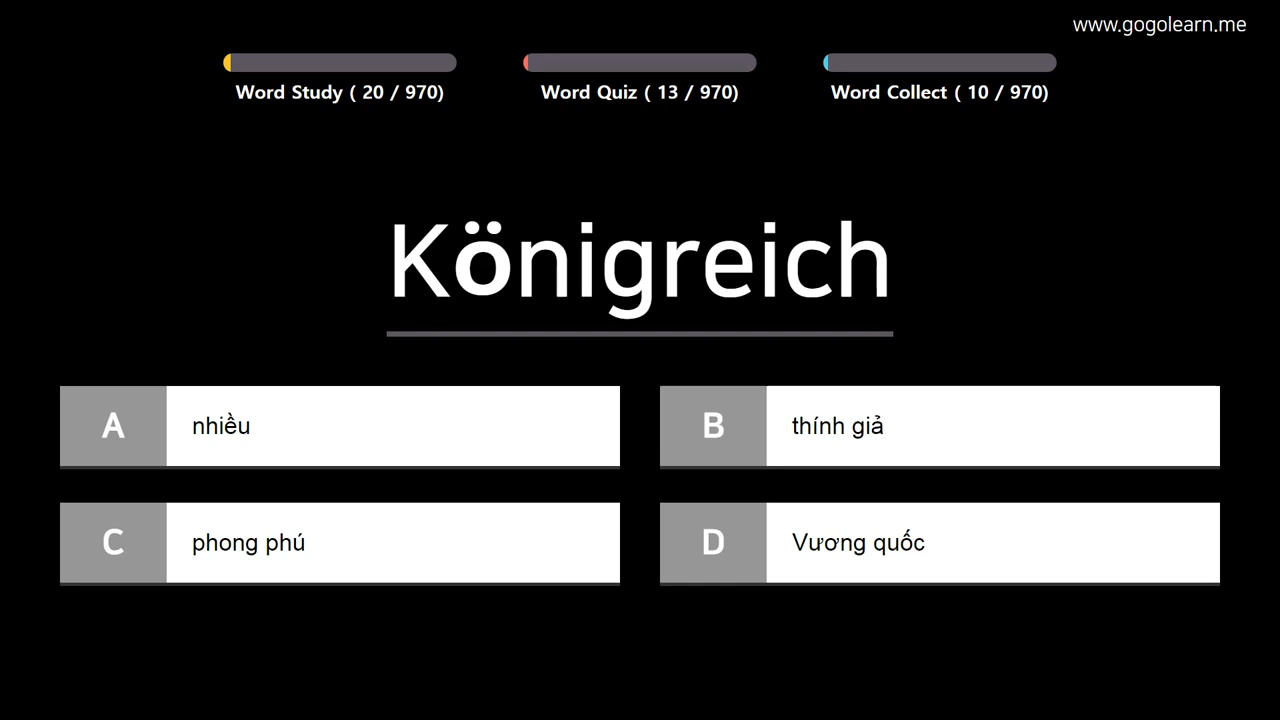 www.gogolearn.me
Word Study ( 20 / 970)
Word Quiz ( 13 / 970)
Word Collect ( 10 / 970)
Königreich
A nhiều
B thính giả
C phong phú
D Vương quốc